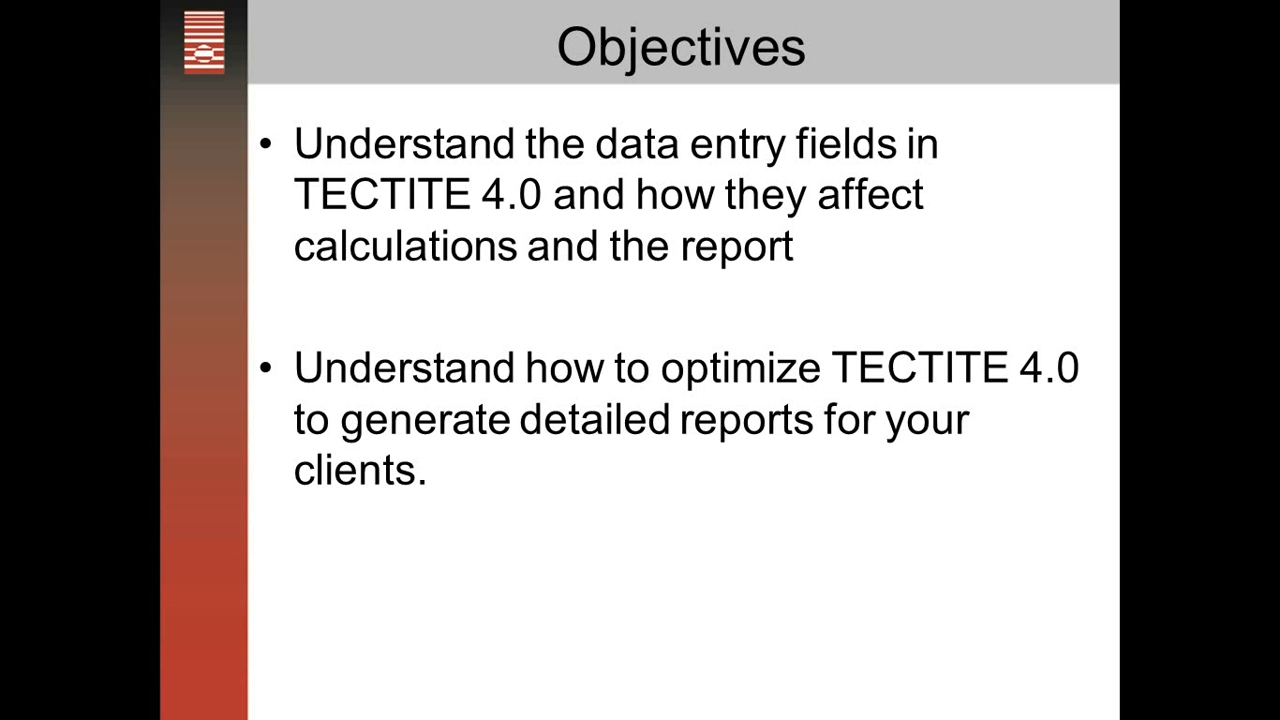 Objectives
• Understand the data entry fields in
TECTITE 4.0 and how they affect
calculations and the report
• Understand how to optimize TECTITE 4.0
to generate detailed reports for your
clients.